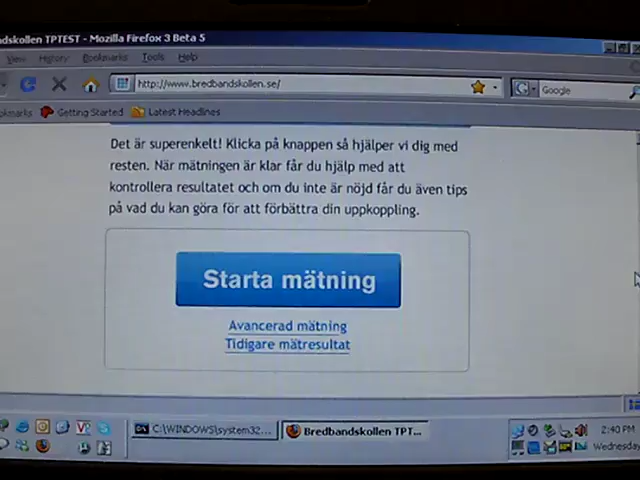 dskollen TPTEST - Mozilla Firefox 3 Beta 5
View History Bookmarks Tools Help
http://www.bredbandskollen.se/
Google
okmarks Getting Started Latest Headlines
Det är superenkelt! Klicka på knappen så hjälper vi dig med
resten. När mätningen är klar får du hjälp med att
kontrollera resultatet och om du inte är nöjd får du även tips
på vad du kan göra för att förbättra din uppkoppling.
Starta mätning
Avancerad mätning
Tidigare mätresultat
C:\WINDOWS\system32...
Bredbandskollen TPT...
2:40 PM
Wednesday